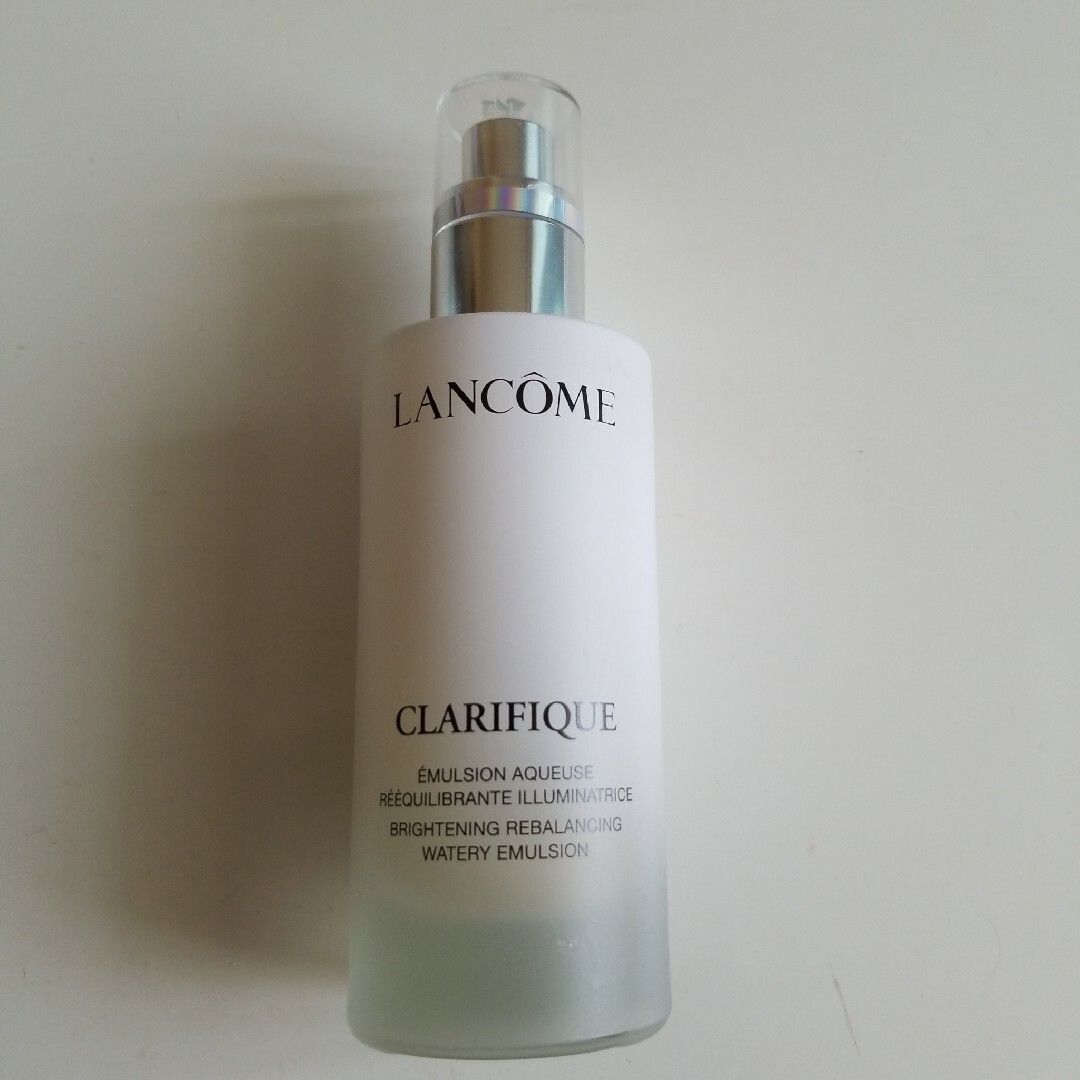 LANCÔME
CLARIFIQUE
ÉMULSION AQUEUSE
RÉÉQUILIBRANTE ILLUMINATRICE
BRIGHTENING REBALANCING
WATERY EMULSION